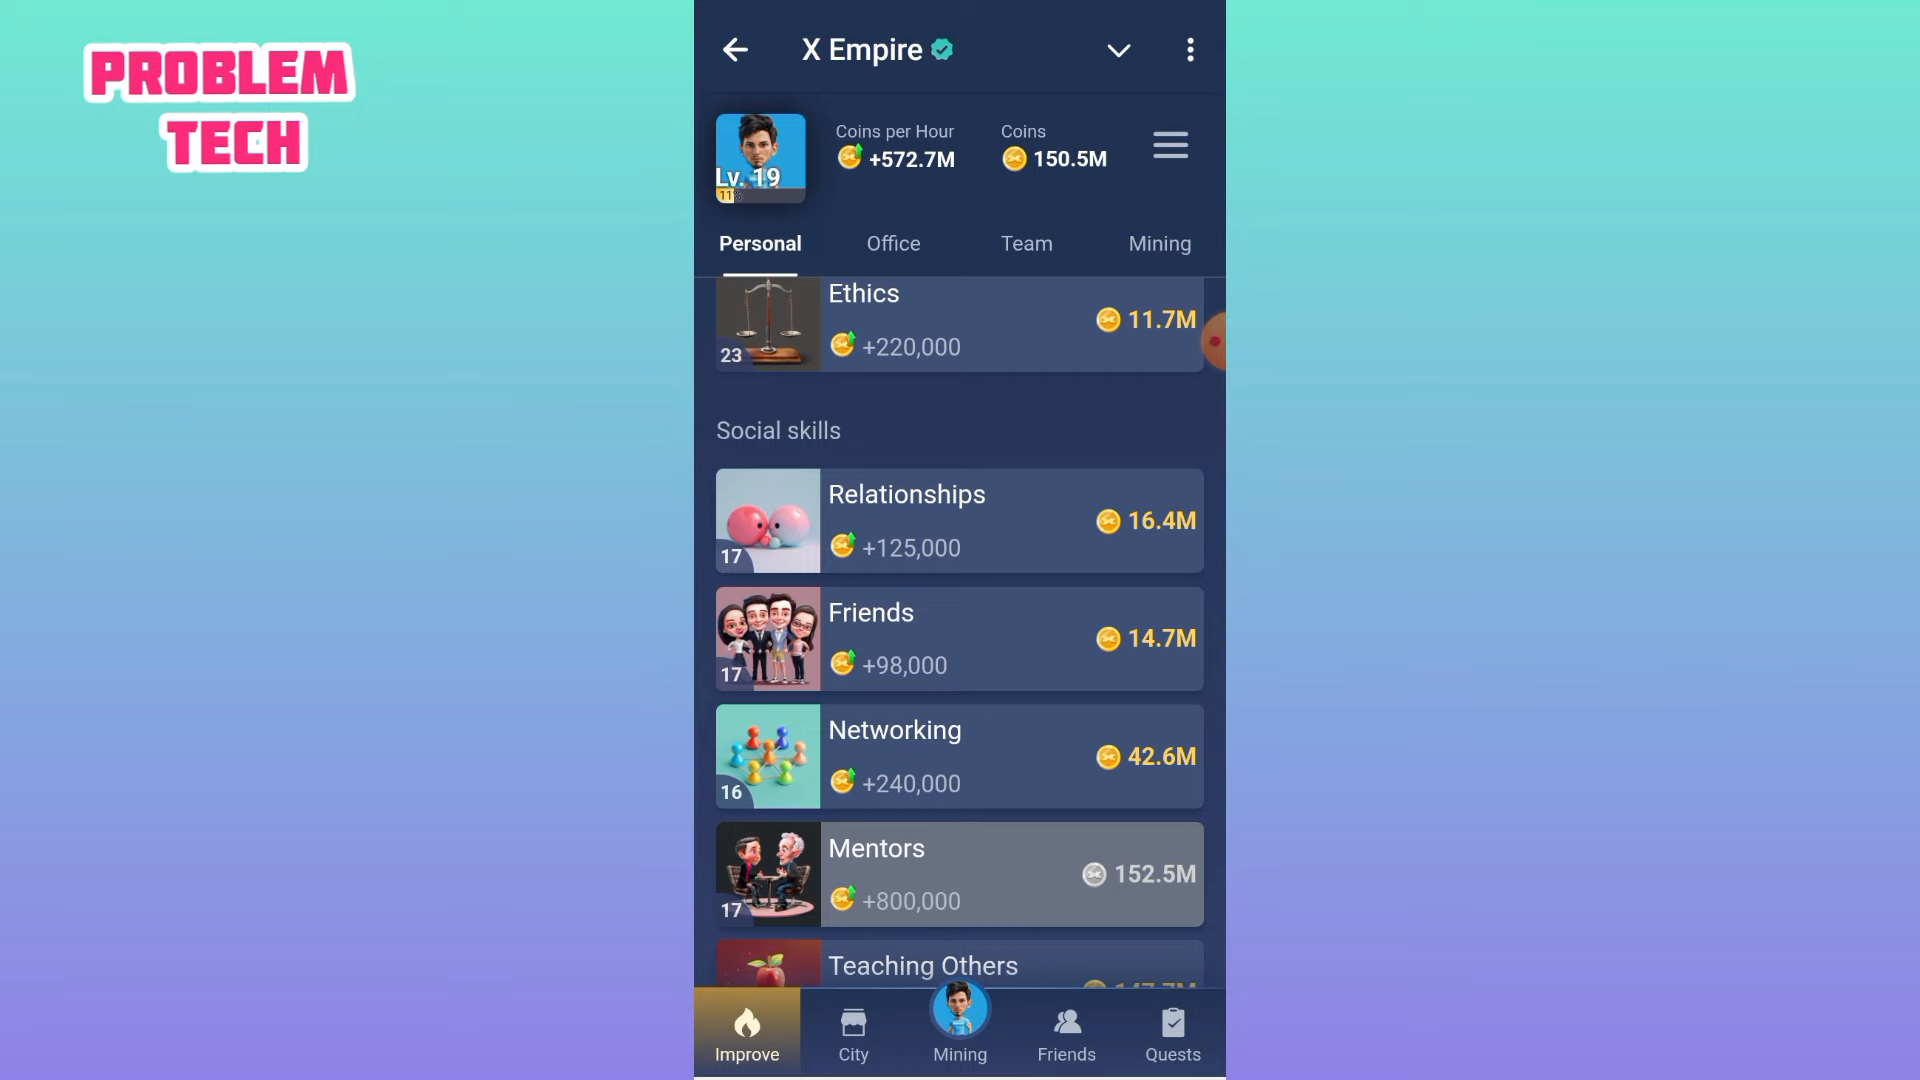 PROBLEM
TECH
X Empire
Coins per Hour
+572.7M
Coins
150.5M
Lv. 19
11%
Personal
Office
Team
Mining
Ethics
11.7M
+220,000
23
Social skills
Relationships
16.4M
+125,000
17
Friends
14.7M
+98,000
17
Networking
42.6M
+240,000
16
Mentors
152.5M
+800,000
17
Teaching Others
Improve
City
Mining
Friends
Quests